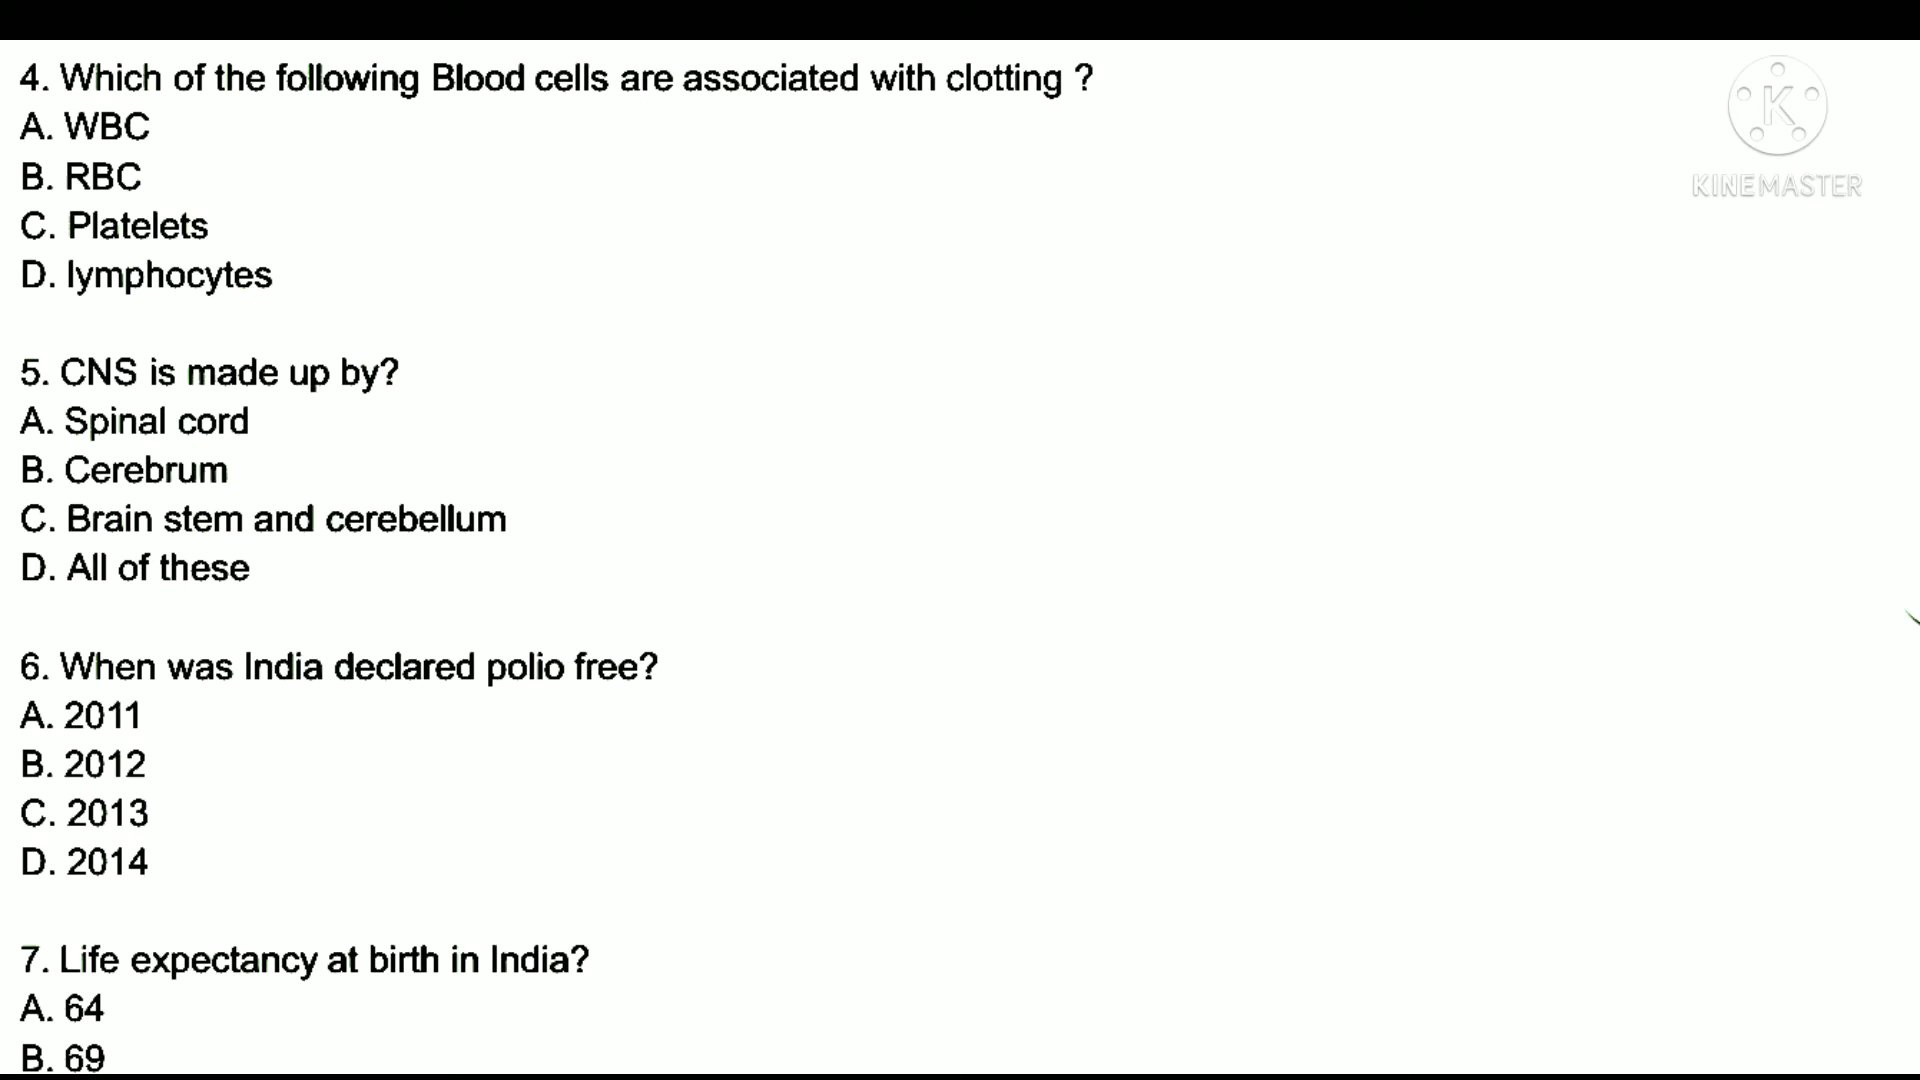 4. Which of the following Blood cells are associated with clotting ?
A. WBC
B. RBC
C. Platelets
D. lymphocytes
5. CNS is made up by?
A. Spinal cord
B. Cerebrum
C. Brain stem and cerebellum
D. All of these
6. When was India declared polio free?
A. 2011
B. 2012
C. 2013
D. 2014
7. Life expectancy at birth in India?
A. 64
B. 69
K
KINEMASTER